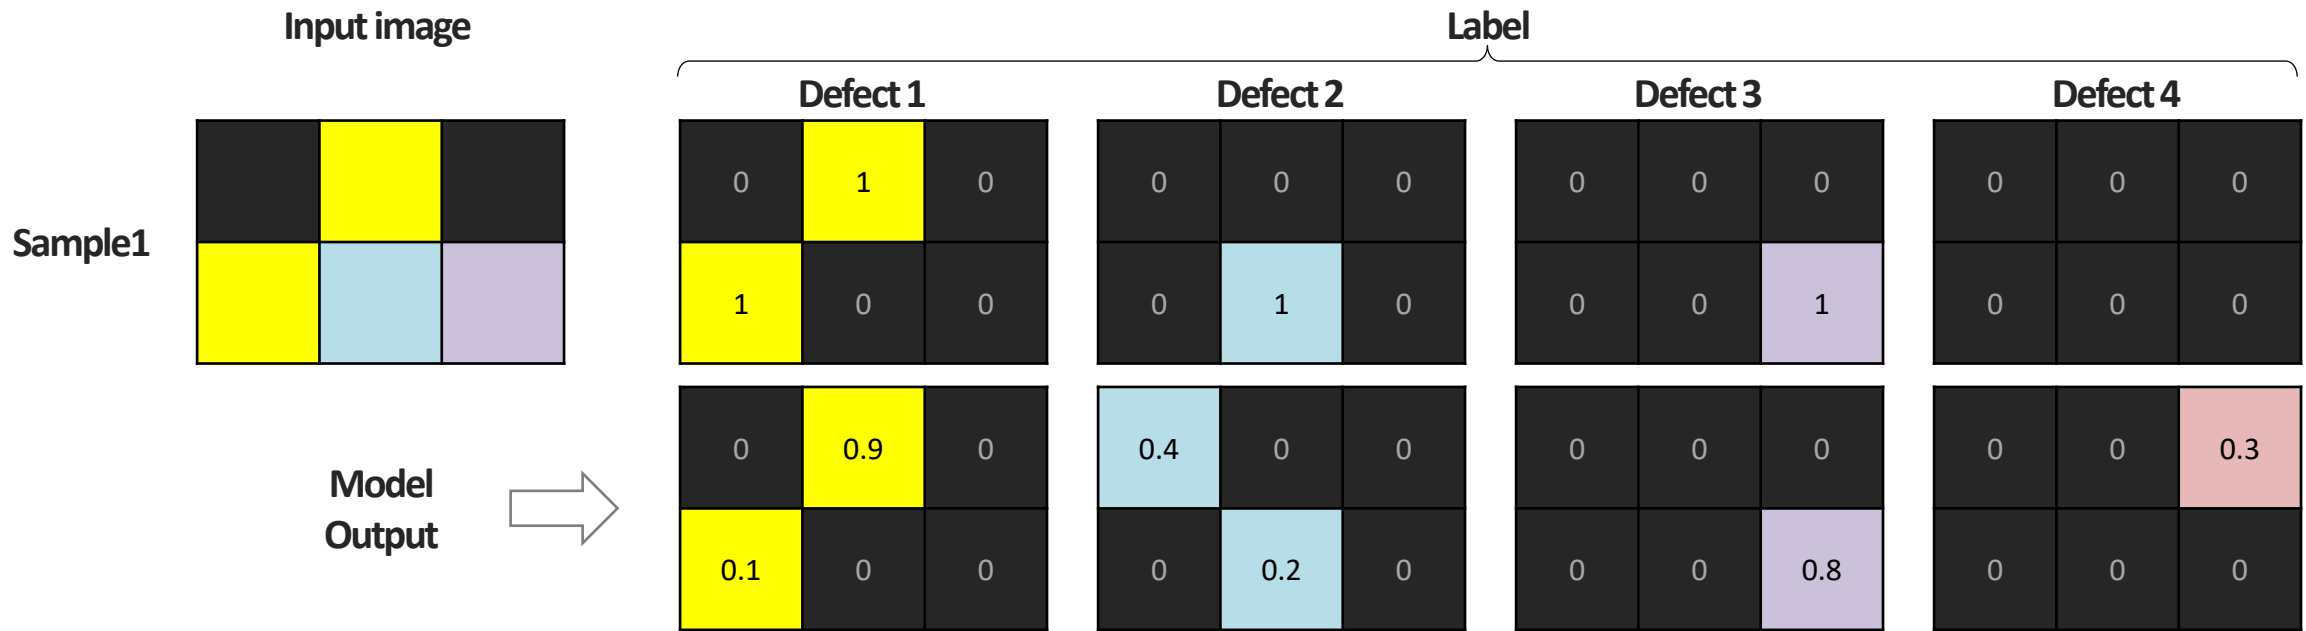 Input image
Label
Defect 1 Defect 2 Defect 3 Defect 4
0 1 0 0 0 0 0 0 0 0 0 0
Sample1
1 0 0 0 1 0 0 0 1 0 0 0
0 0.9 0 0.4 0 0 0 0 0 0 0 0.3
Model
Output
0.1 0 0 0 0.2 0 0 0 0.8 0 0 0